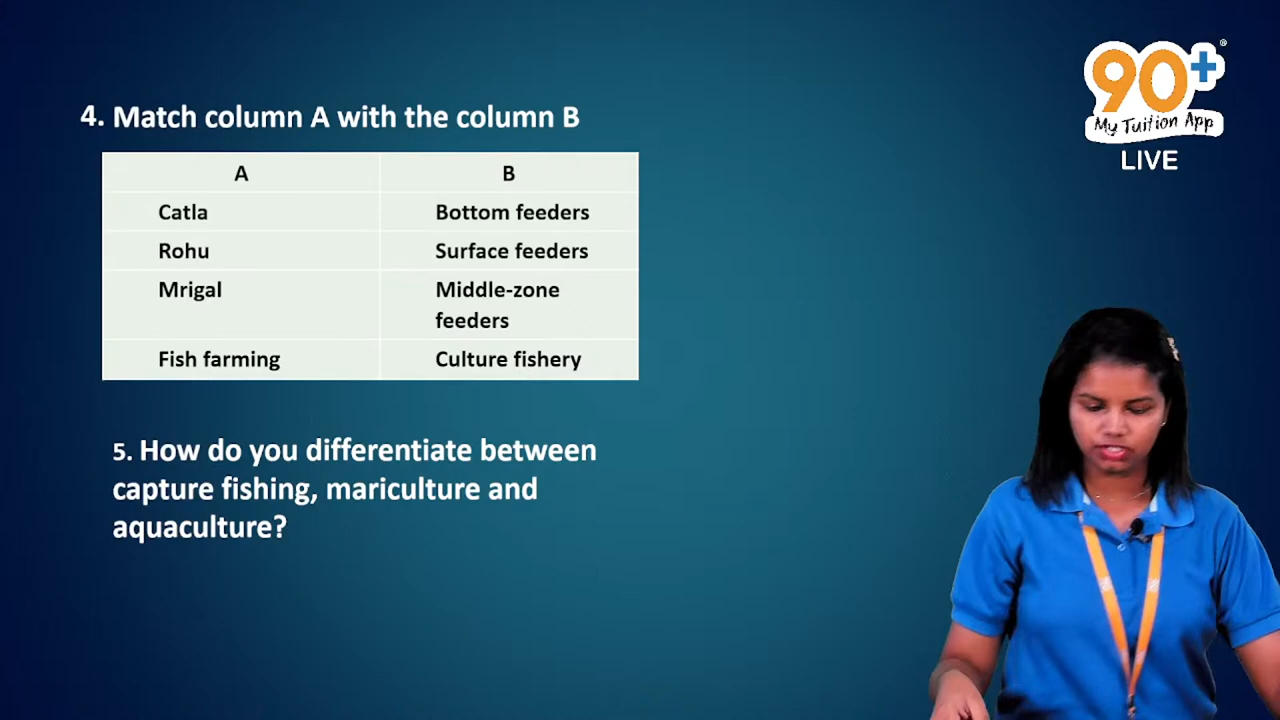 90+®
My Tuition App
LIVE
4. Match column A with the column B
A B
Catla Bottom feeders
Rohu Surface feeders
Mrigal Middle-zone
feeders
Fish farming Culture fishery
5. How do you differentiate between
capture fishing, mariculture and
aquaculture?